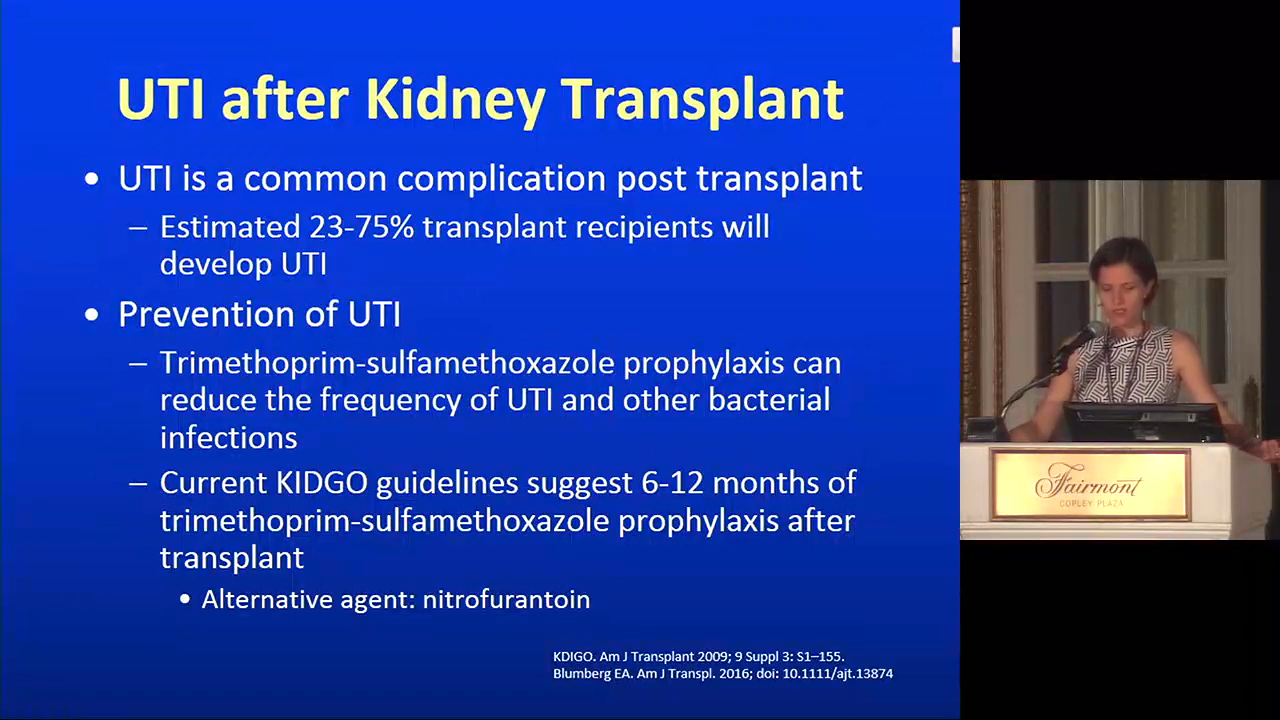 UTI after Kidney Transplant
• UTI is a common complication post transplant
– Estimated 23-75% transplant recipients will
develop UTI
• Prevention of UTI
– Trimethoprim-sulfamethoxazole prophylaxis can
reduce the frequency of UTI and other bacterial
infections
– Current KIDGO guidelines suggest 6-12 months of
trimethoprim-sulfamethoxazole prophylaxis after
transplant
• Alternative agent: nitrofurantoin
KDIGO. Am J Transplant 2009; 9 Suppl 3: S1–155.
Blumberg EA. Am J Transpl. 2016; doi: 10.1111/ajt.13874
Fairmont
COPLEY PLAZA